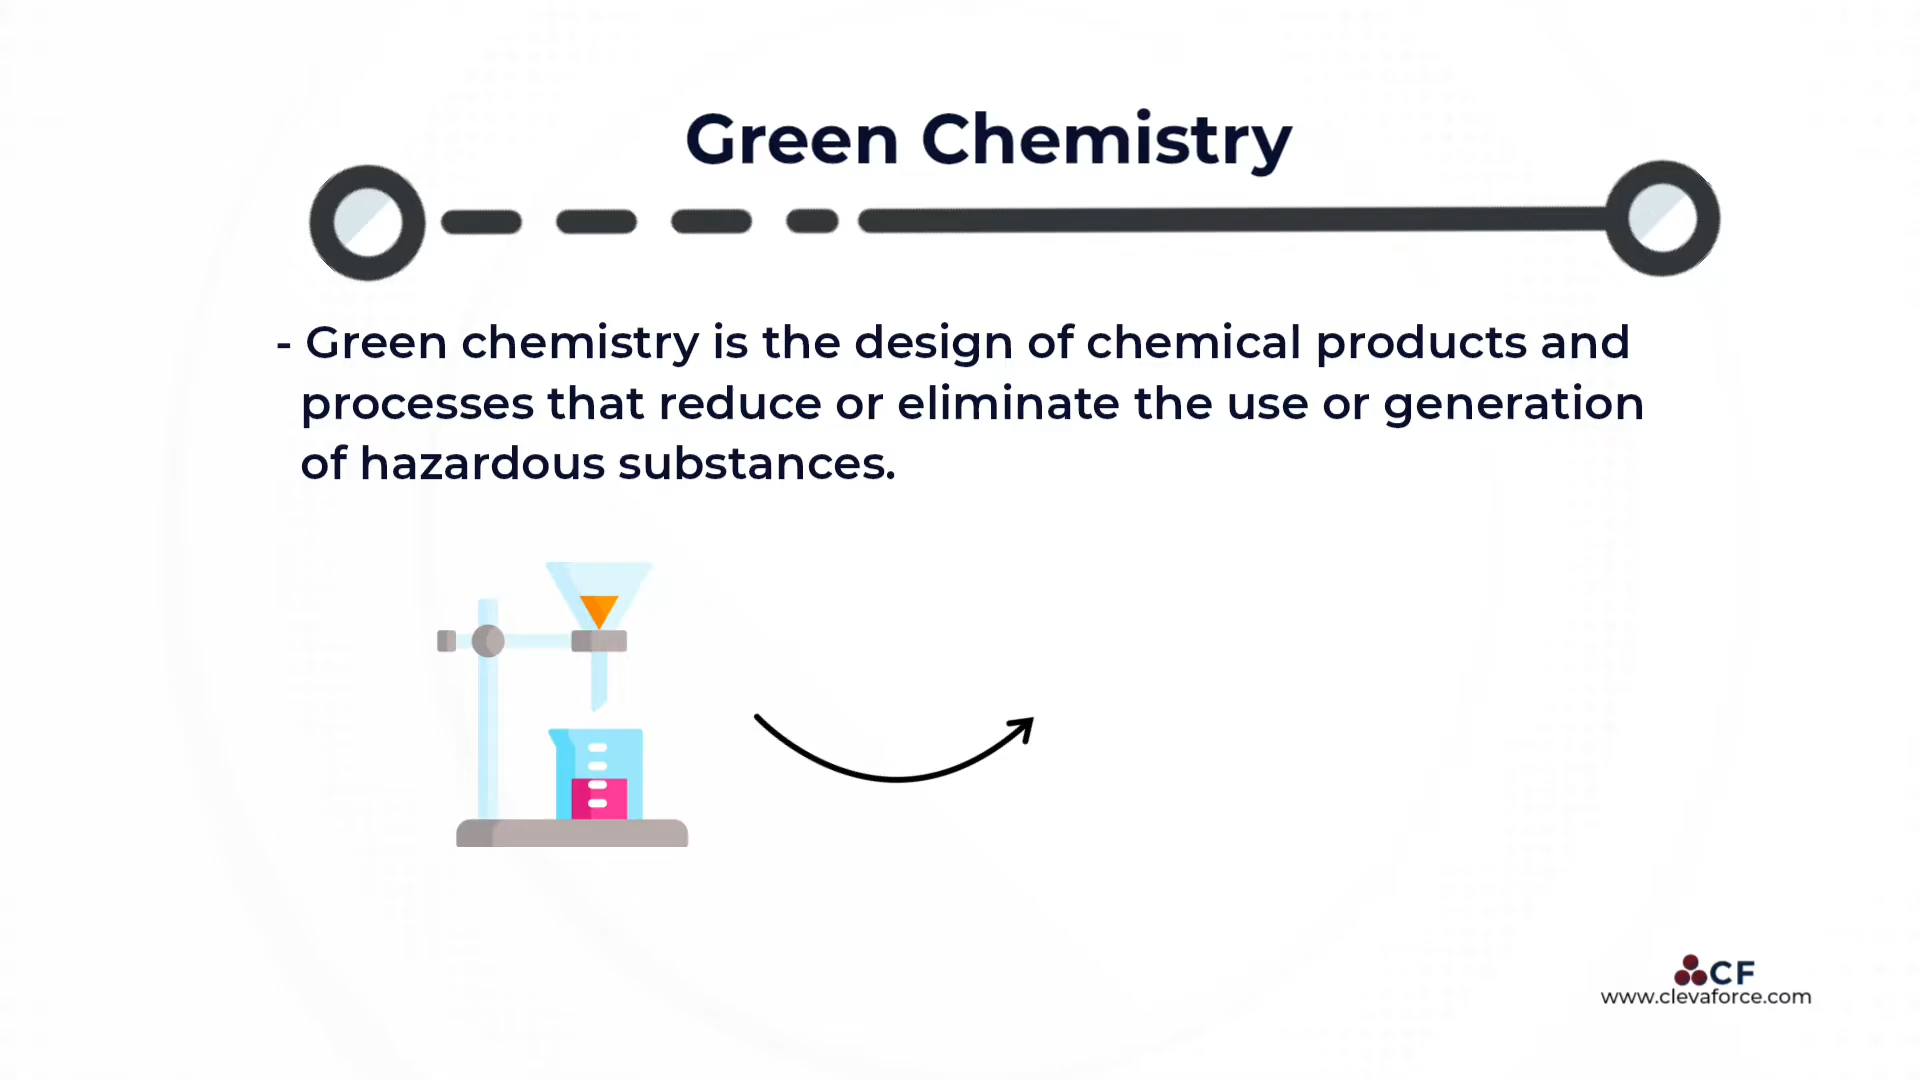 Green Chemistry
- Green chemistry is the design of chemical products and
processes that reduce or eliminate the use or generation
of hazardous substances.
CF
www.clevaforce.com